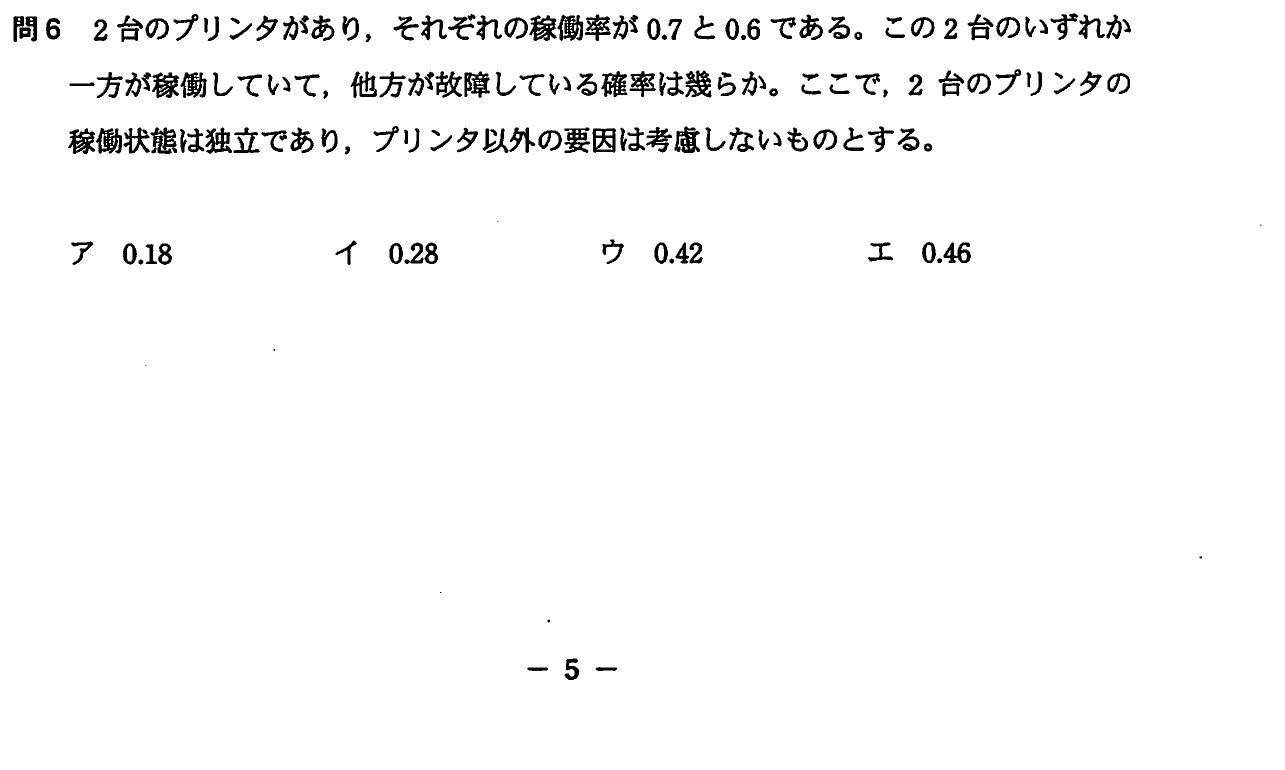 問6 2台のプリンタがあり，それぞれの稼働率が0.7と0.6である。この2台のいずれか
一方が稼働していて，他方が故障している確率は幾らか。ここで，2 台のプリンタの
稼働状態は独立であり，プリンタ以外の要因は考慮しないものとする。
ア 0.18 イ 0.28 ウ 0.42 エ 0.46
― 5 ―